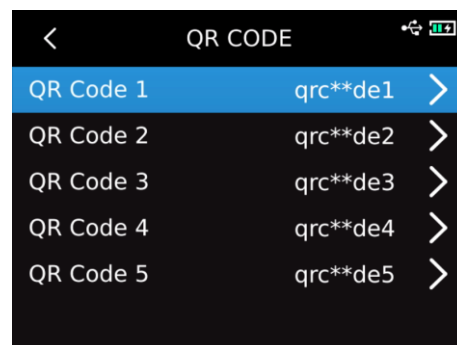 QR CODE
QR Code 1 qrc**de1
QR Code 2 qrc**de2
QR Code 3 qrc**de3
QR Code 4 qrc**de4
QR Code 5 qrc**de5